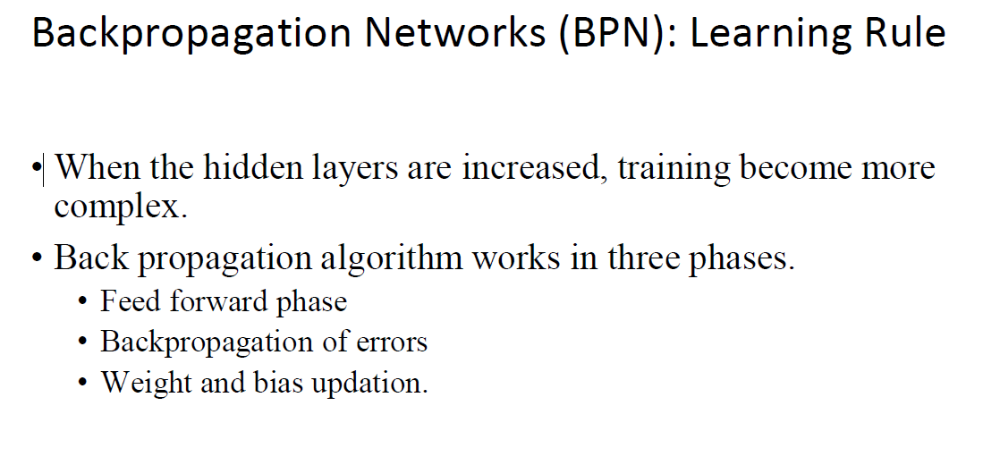 Backpropagation Networks (BPN): Learning Rule
• When the hidden layers are increased, training become more
complex.
• Back propagation algorithm works in three phases.
• Feed forward phase
• Backpropagation of errors
• Weight and bias updation.